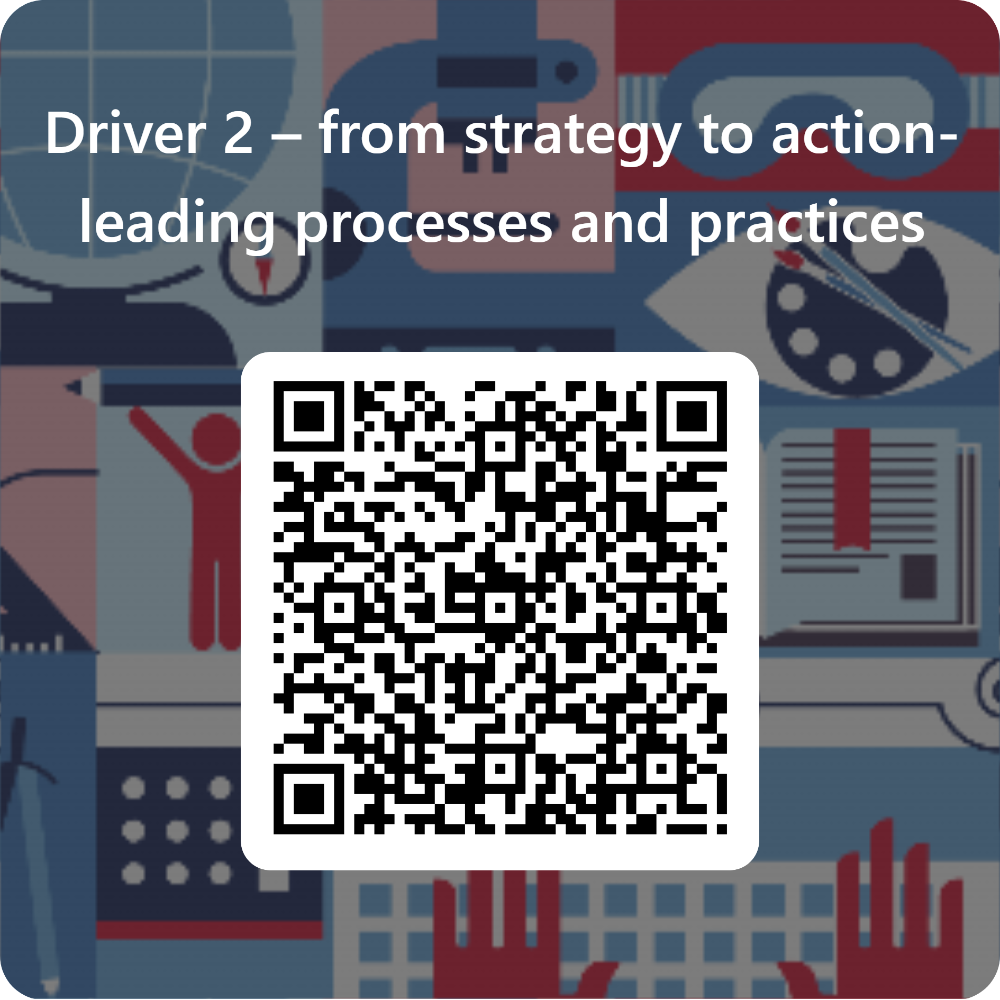 Driver 2 – from strategy to action-
leading processes and practices